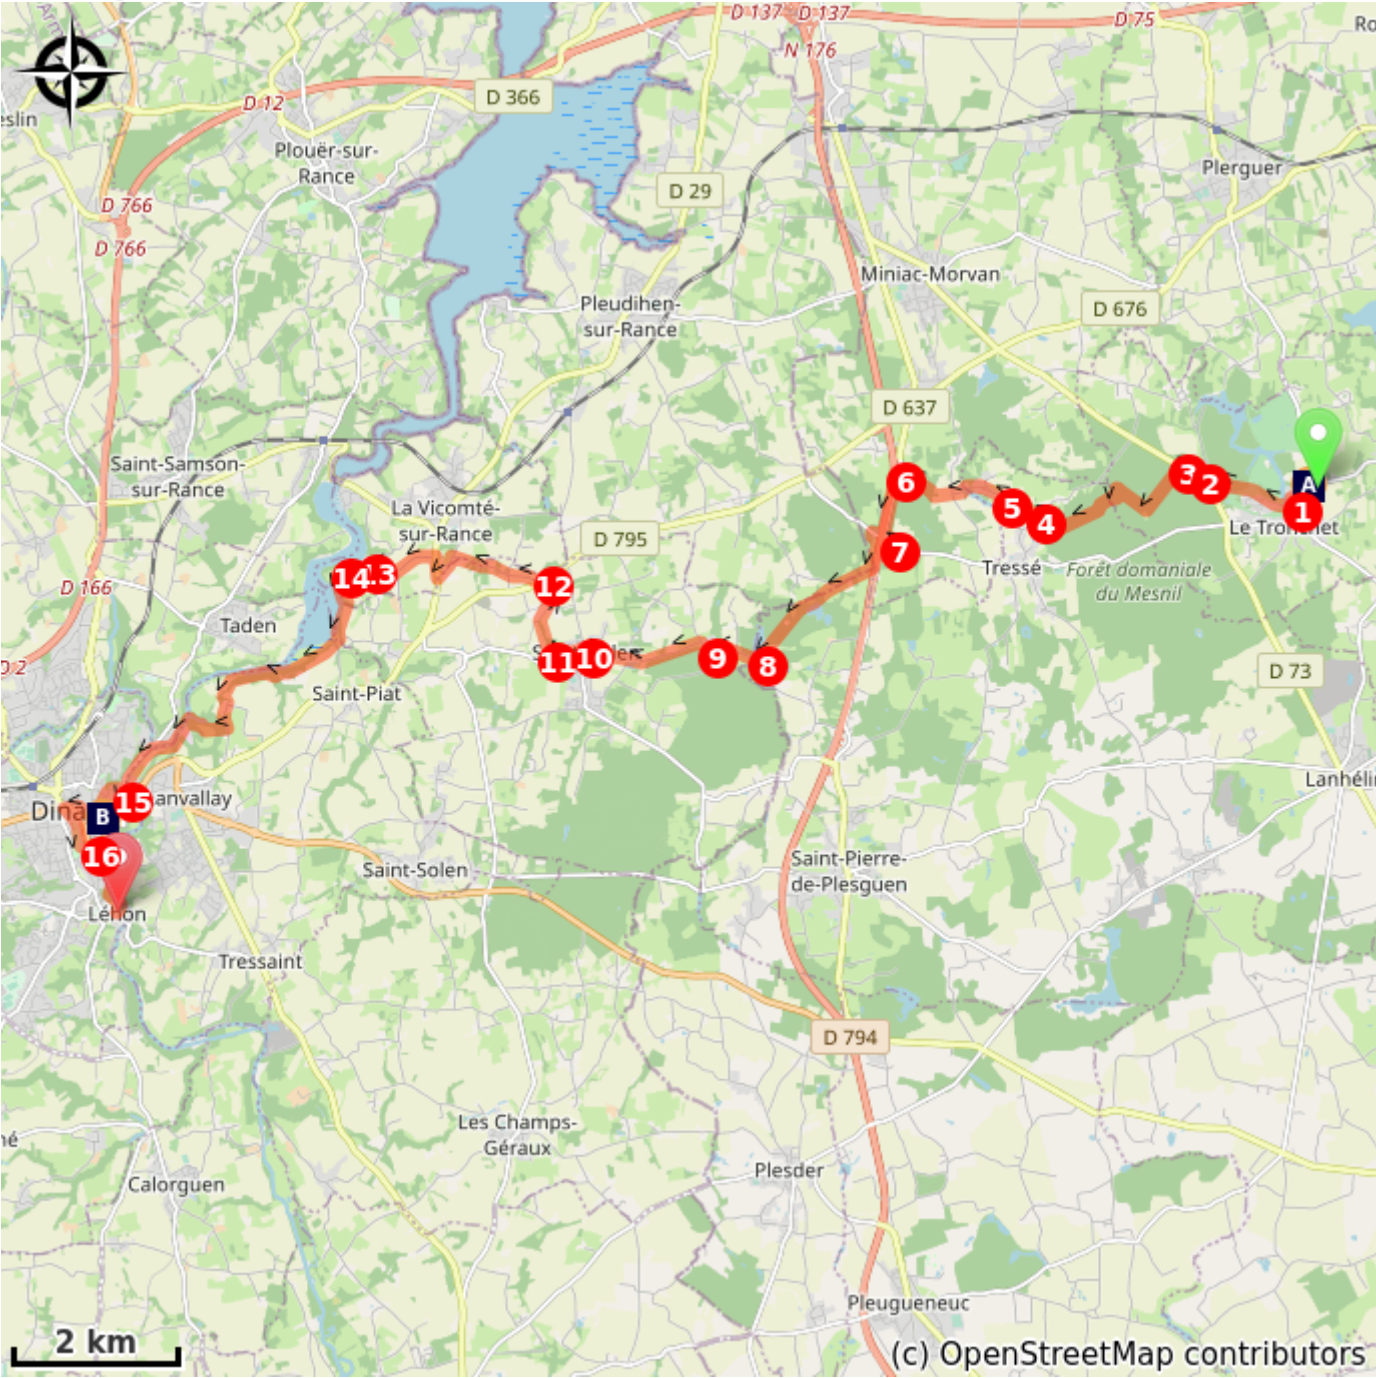 D 137
D 137
D 75
N 176
D 366
D 12
eslin
Plouër-sur-
Rance
Plerguer
D 29
D 766
D 766
Miniac-Morvan
Pleudihen-
sur-Rance
D 676
D 637
Saint-Samson-
sur-Rance
La Vicomté-
sur-Rance
A
1
2
3
4
5
6
7
8
9
10
11
12
13
14
15
16
B
D 795
Tressé
Forêt domaniale
du Mesnil
D 166
Taden
D 2
Saint-Piat
D 73
Lanhélin
Saint-Solen
Saint-Pierre-
de-Plesguen
Léhon
Tressaint
D 794
Les Champs-
Géraux
Plesder
Calorguen
Pleugueneuc
2 km
(c) OpenStreetMap contributors